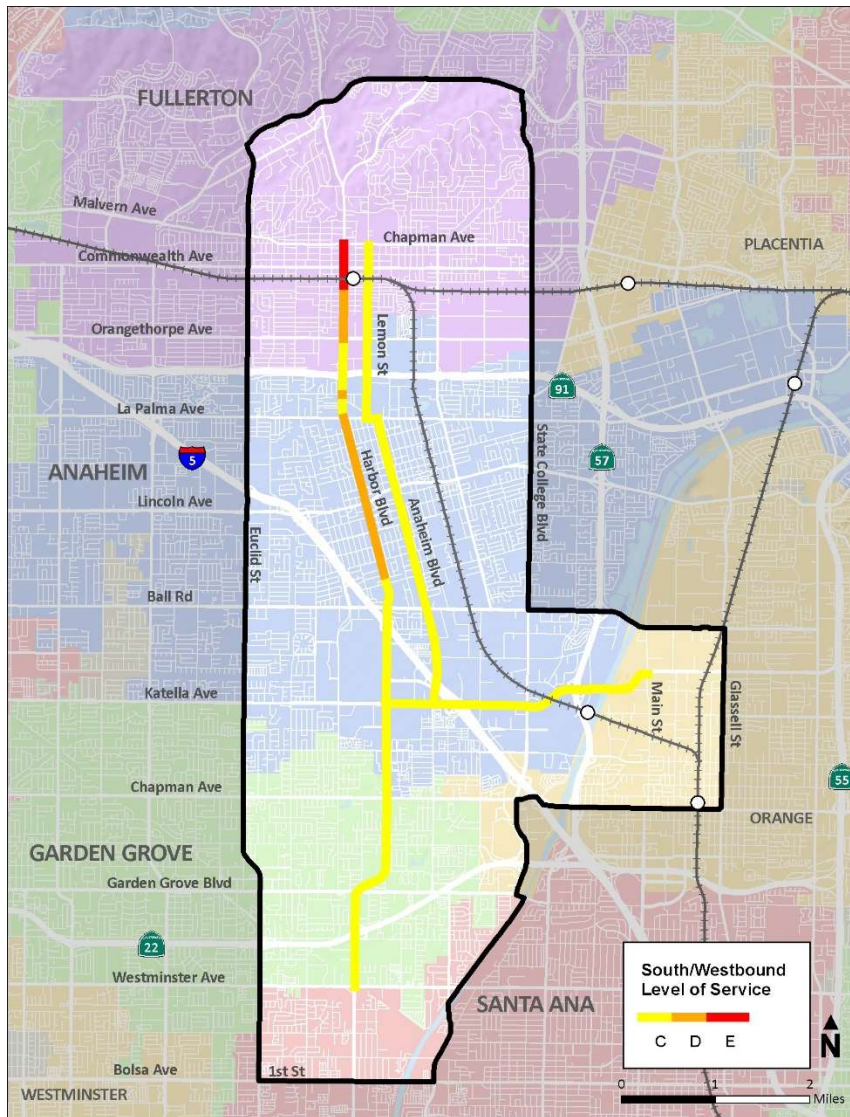 FULLERTON
Malvern Ave
Chapman Ave
Commonwealth Ave
PLACENTIA
Orangethorpe Ave
Lemon St
91
La Palma Ave
State College Blvd
57
5
ANAHEIM
Harbor Blvd
Lincoln Ave
Anaheim Blvd
Euclid St
Ball Rd
Katella Ave
Main St
Glassell St
Chapman Ave
55
ORANGE
GARDEN GROVE
Garden Grove Blvd
22
Westminster Ave
South/Westbound
Level of Service
C D E
SANTA ANA
N
Bolsa Ave
1st St
WESTMINSTER
0 1 2
Miles